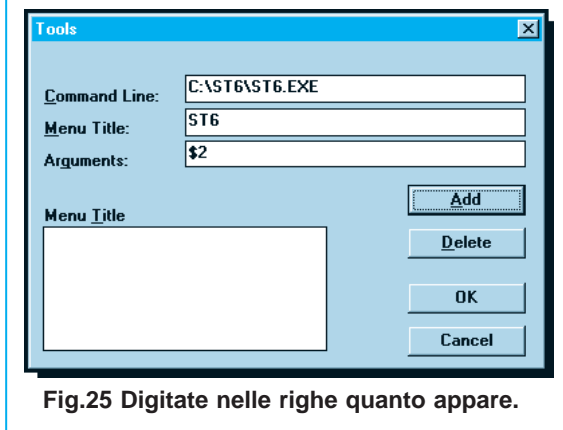 Tools
Command Line: C:\ST6\ST6.EXE
Menu Title: ST6
Arguments: $2
Menu Title
Add
Delete
OK
Cancel
Fig.25 Digitate nelle righe quanto appare.